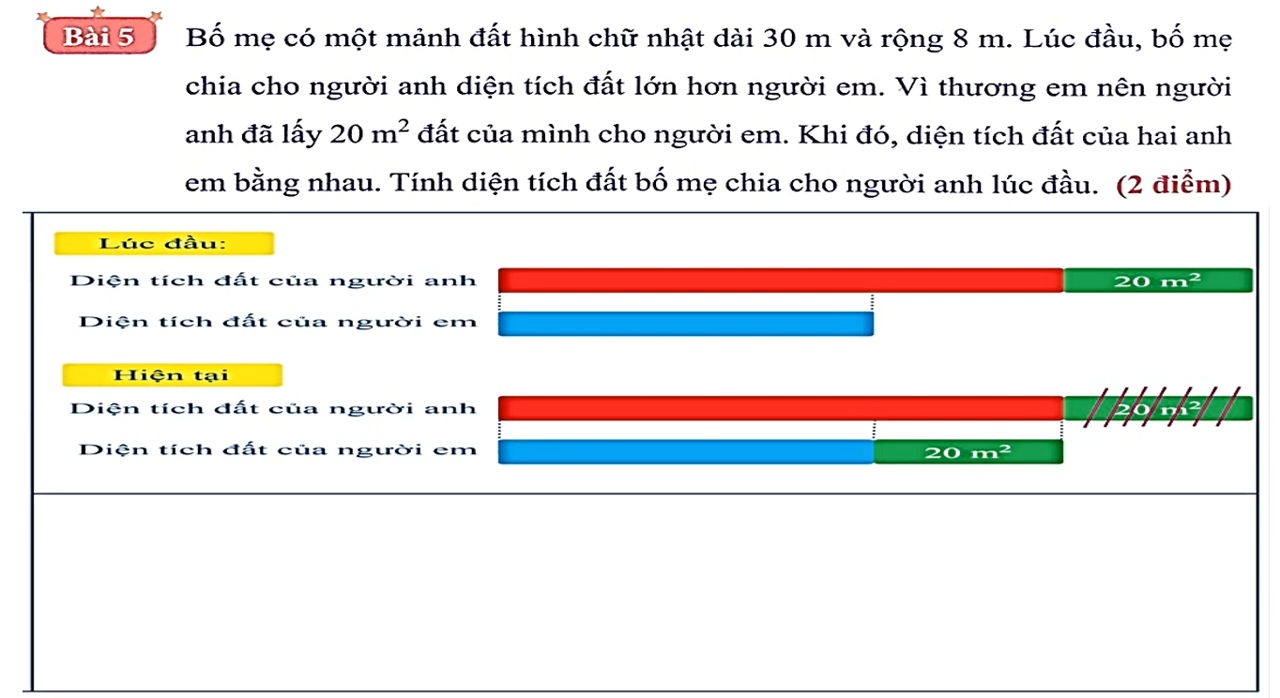 Bài 5 Bố mẹ có một mảnh đất hình chữ nhật dài 30 m và rộng 8 m. Lúc đầu, bố mẹ
chia cho người anh diện tích đất lớn hơn người em. Vì thương em nên người
anh đã lấy 20 m² đất của mình cho người em. Khi đó, diện tích đất của hai anh
em bằng nhau. Tính diện tích đất bố mẹ chia cho người anh lúc đầu. (2 điểm)
Lúc đầu:
Diện tích đất của người anh 20 m²
Diện tích đất của người em
Hiện tại
Diện tích đất của người anh 20 m²
Diện tích đất của người em 20 m²